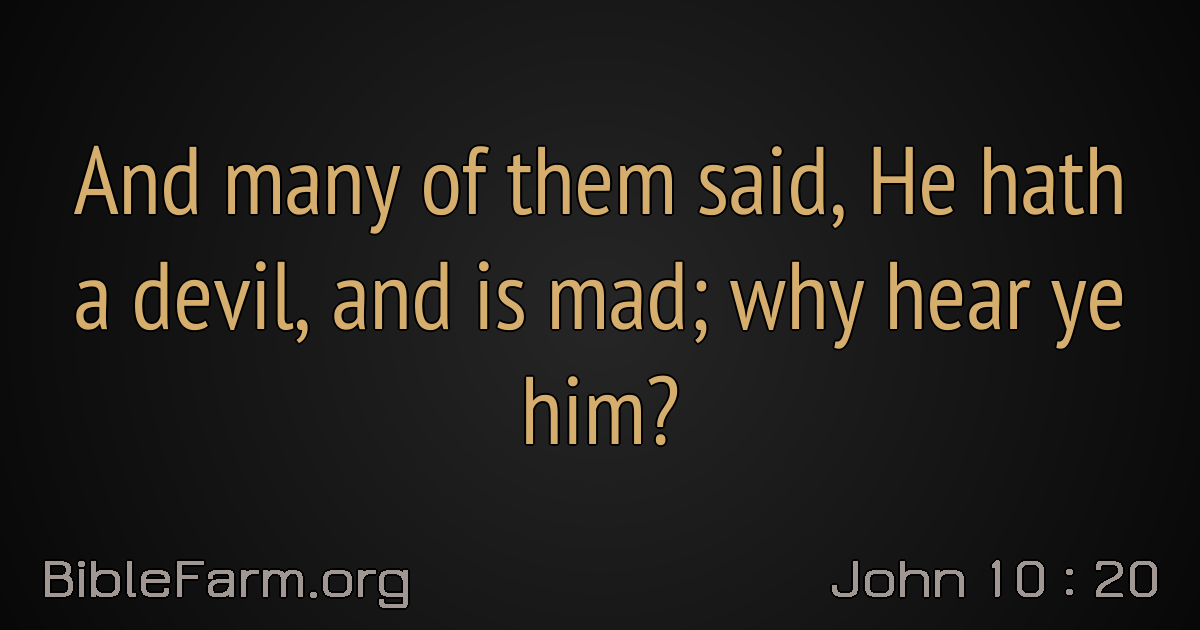 And many of them said, He hath
a devil, and is mad; why hear ye
him?
BibleFarm.org
John 10 : 20